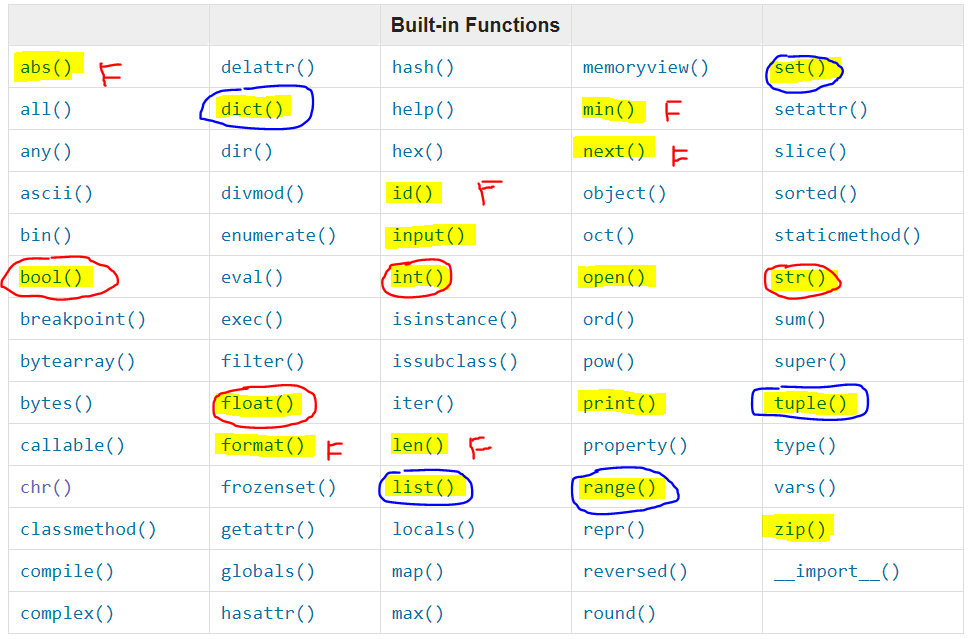 Built-in Functions
abs() F delattr() hash() memoryview() set()
all() dict() help() min() F setattr()
any() dir() hex() next() F slice()
ascii() divmod() id() F object() sorted()
bin() enumerate() input() oct() staticmethod()
bool() eval() int() open() str()
breakpoint() exec() isinstance() ord() sum()
bytearray() filter() issubclass() pow() super()
bytes() float() iter() print() tuple()
callable() format() F len() F property() type()
chr() frozenset() list() range() vars()
classmethod() getattr() locals() repr() zip()
compile() globals() map() reversed() __import__()
complex() hasattr() max() round()